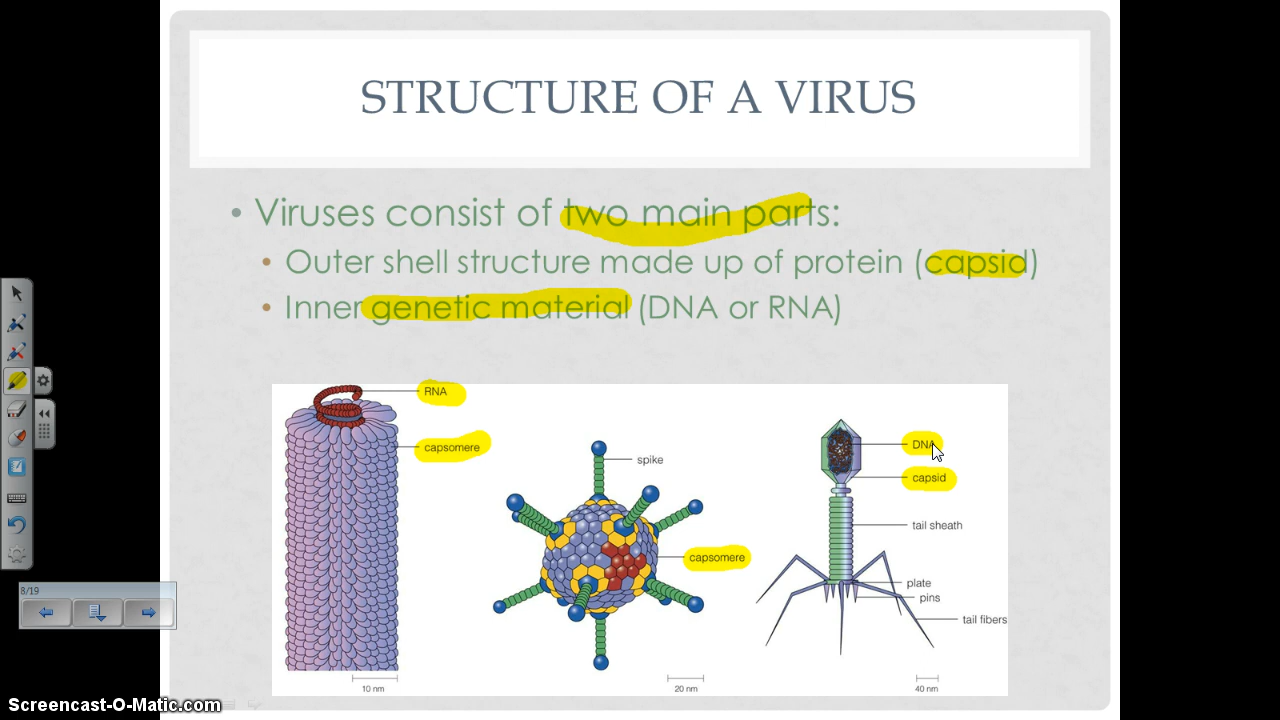 STRUCTURE OF A VIRUS
• Viruses consist of two main parts:
• Outer shell structure made up of protein (capsid)
• Inner genetic material (DNA or RNA)
RNA
capsomere
10 nm
spike
capsomere
20 nm
DNA
capsid
tail sheath
plate
pins
tail fibers
40 nm
8/19
Screencast-O-Matic.com